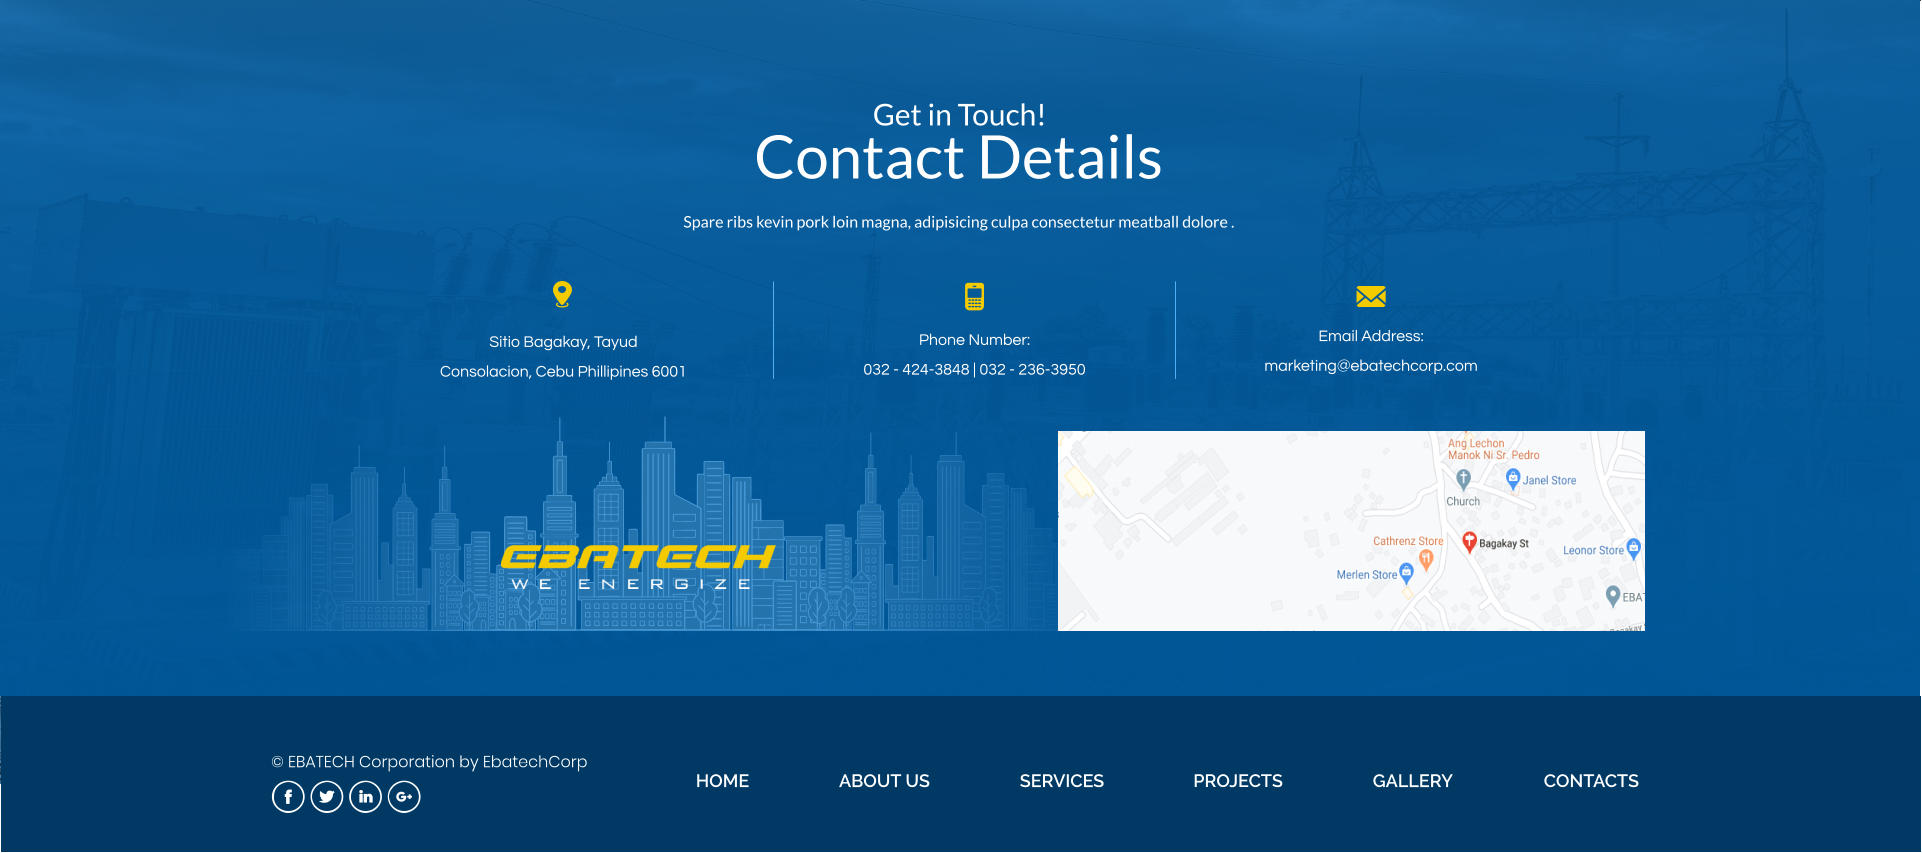 Get in Touch!
Contact Details
Spare ribs kevin pork loin magna, adipisicing culpa consectetur meatball dolore .
Sitio Bagakay, Tayud
Consolacion, Cebu Phillipines 6001
Phone Number:
032 - 424-3848 | 032 - 236-3950
Email Address:
marketing@ebatechcorp.com
EBATECH
WE ENERGIZE
Ang Lechon
Manok Ni Sr. Pedro
Janel Store
Church
Cathrenz Store
Bagakay St
Leonor Store
Merlen Store
EBAT
© EBATECH Corporation by EbatechCorp
HOME
ABOUT US
SERVICES
PROJECTS
GALLERY
CONTACTS